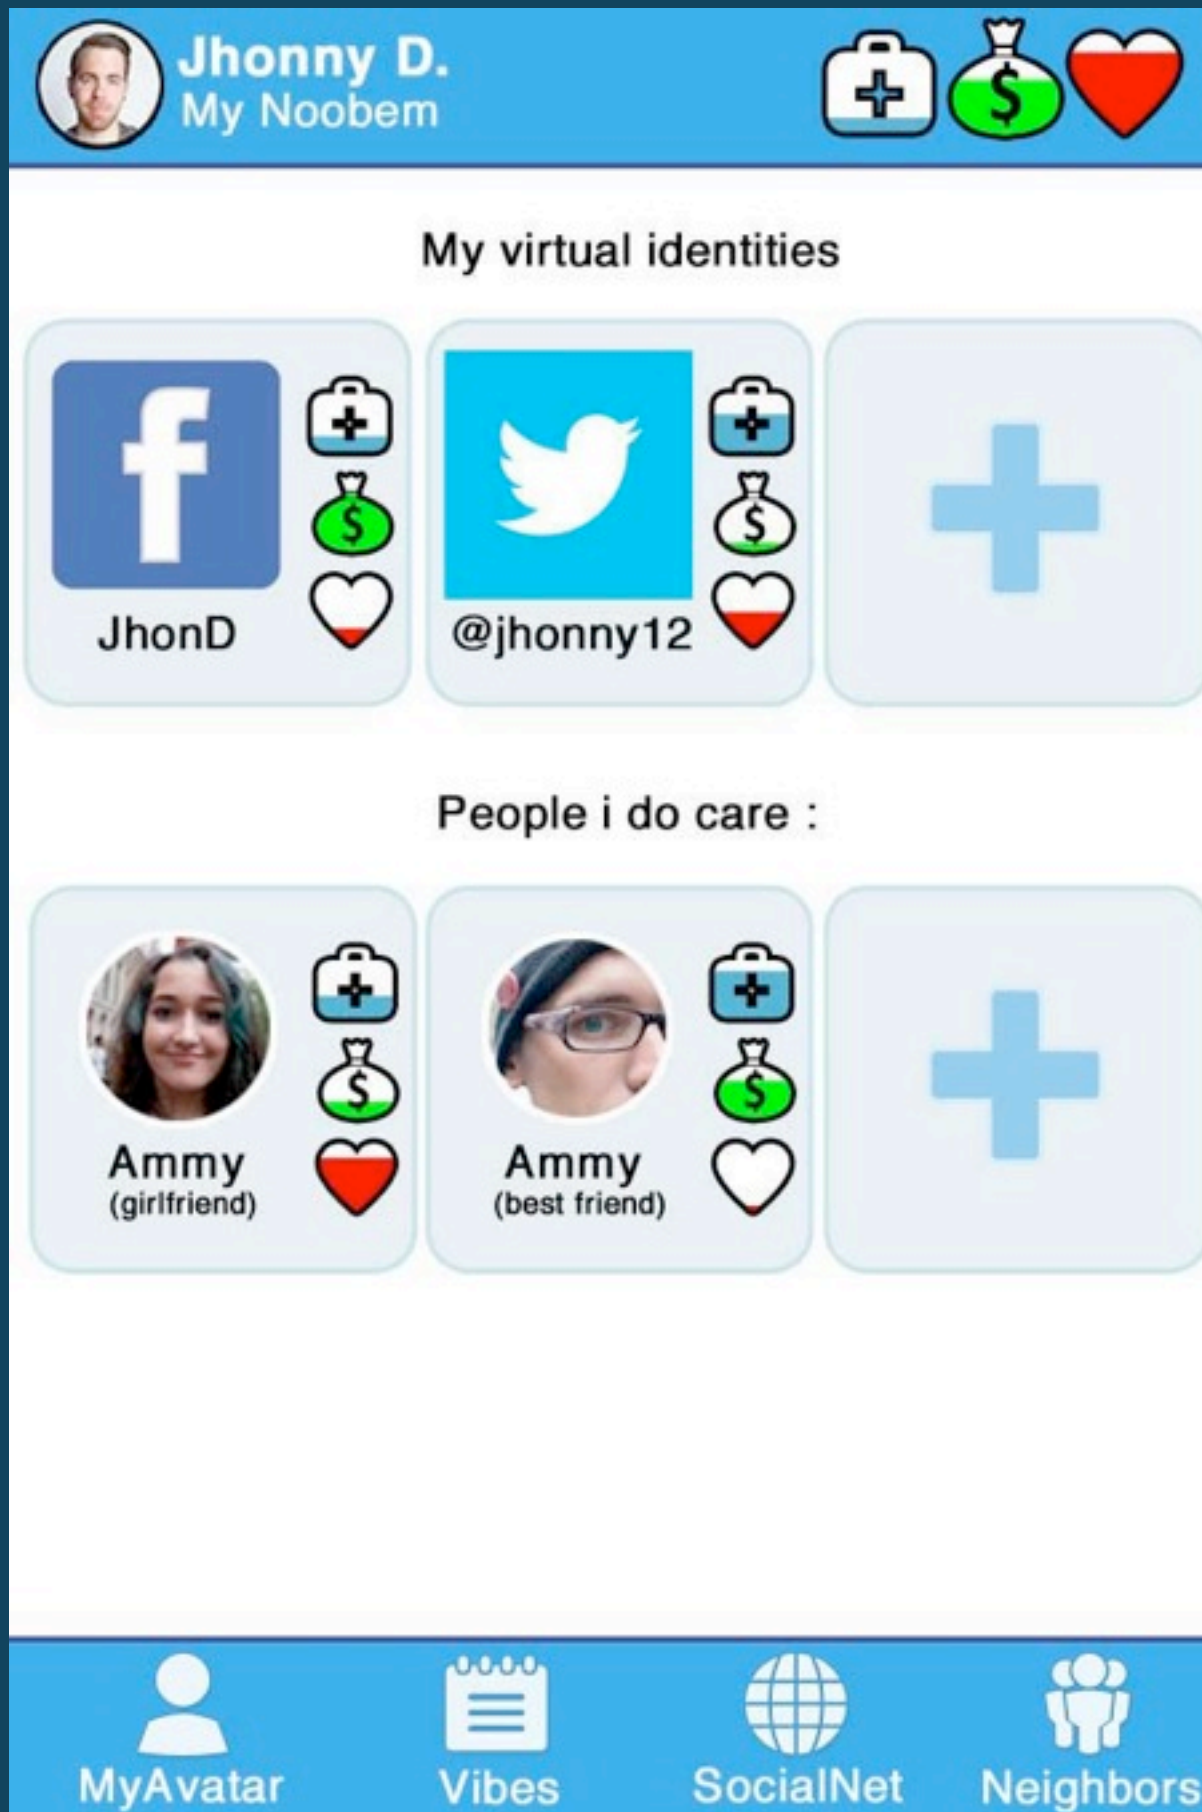 Jhonny D.
My Noobem
My virtual identities
JhonD
@jhonny12
People i do care :
Ammy
(girlfriend)
Ammy
(best friend)
MyAvatar
Vibes
SocialNet
Neighbors